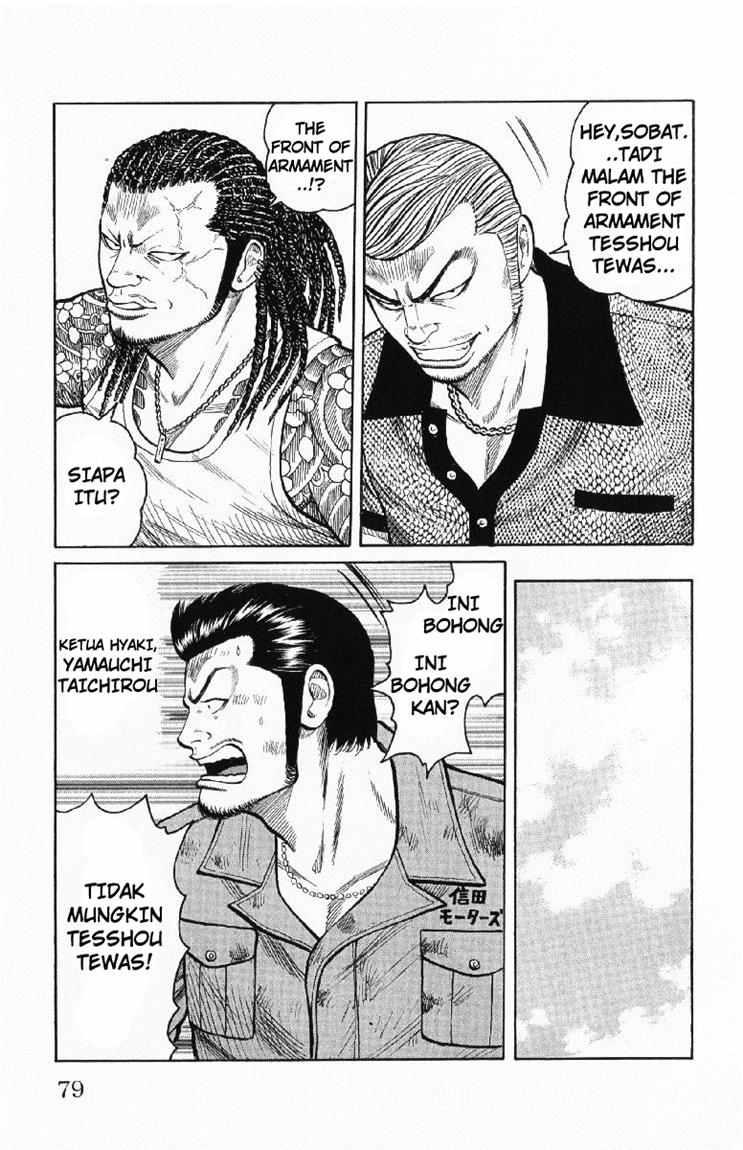 HEY,SOBAT.
..TADI
MALAM THE
FRONT OF
ARMAMENT
TESSHOU
TEWAS...
THE
FRONT OF
ARMAMENT
..!?
SIAPA
ITU?
INI
BOHONG
INI
BOHONG
KAN?
KETUA HYAKI,
YAMAUCHI
TAICHIROU
信田
モータース
TIDAK
MUNGKIN
TESSHOU
TEWAS!
79